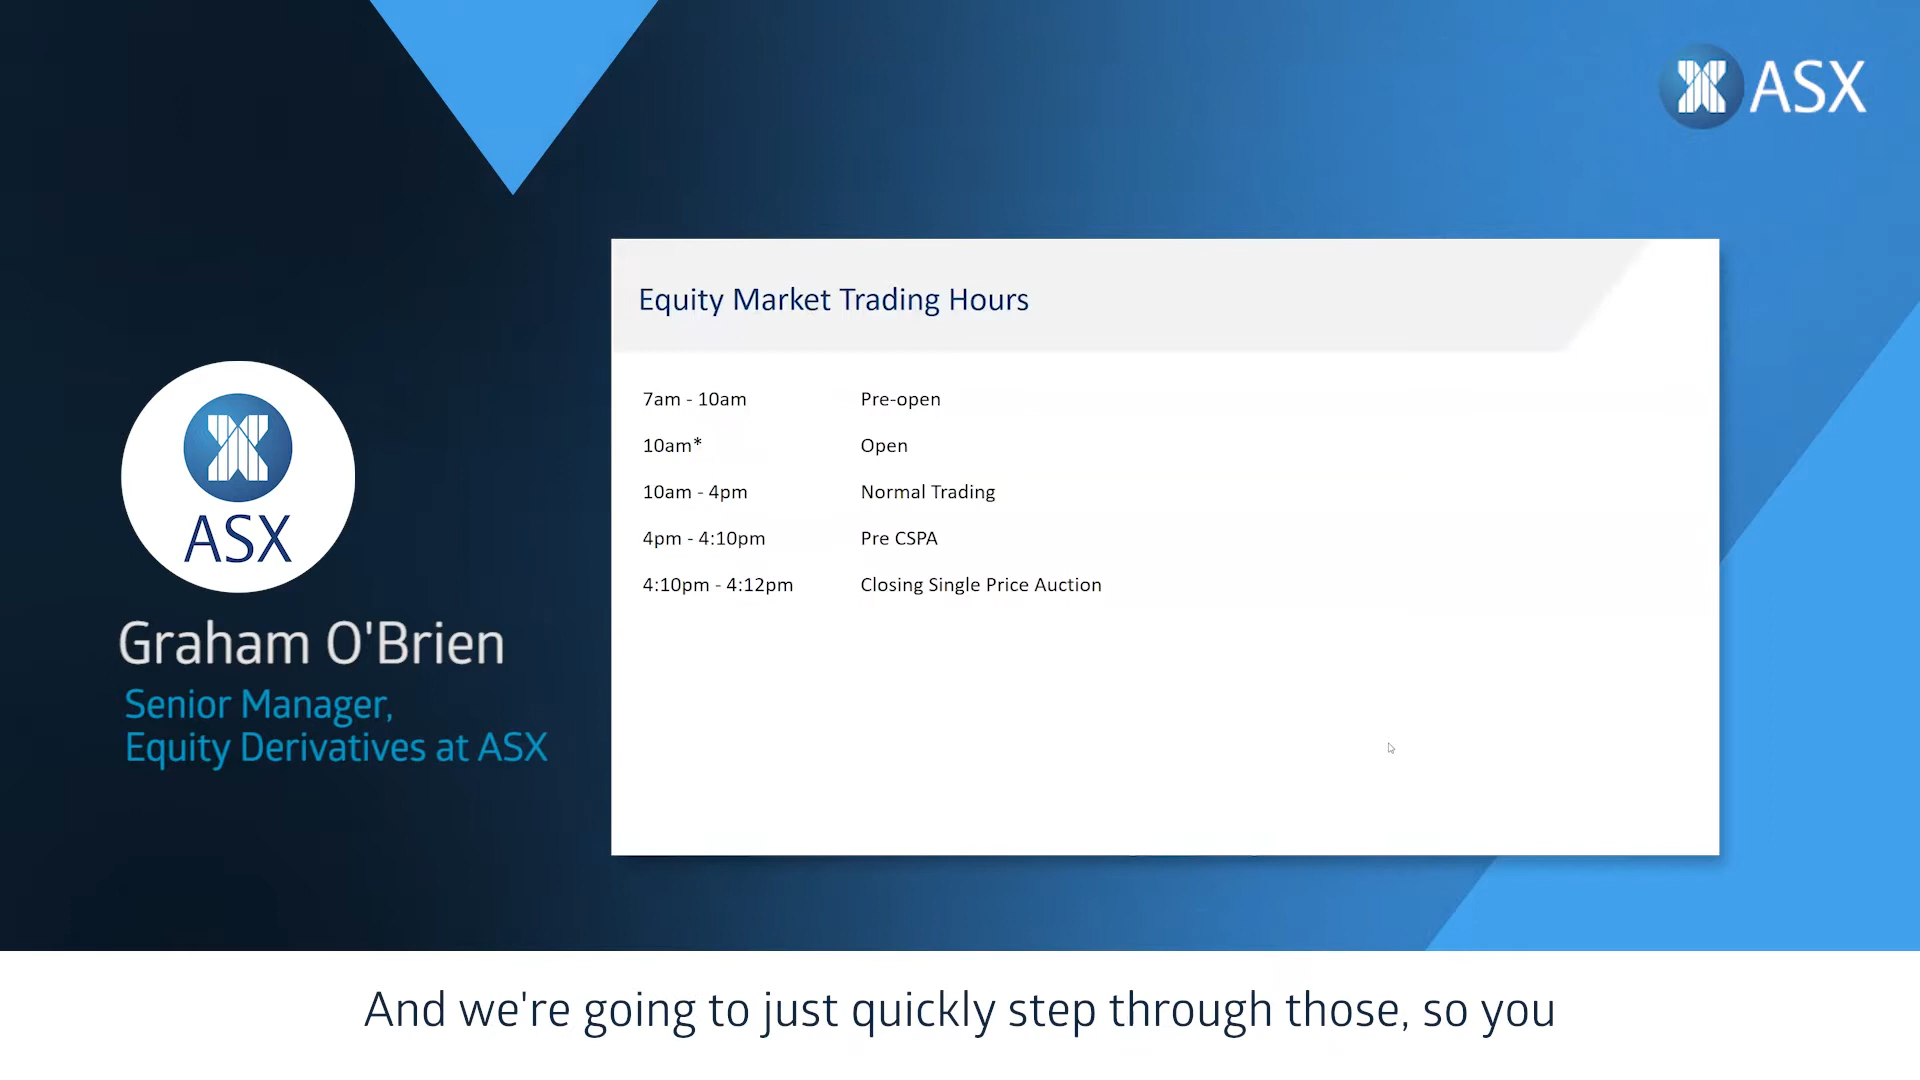 ASX
Equity Market Trading Hours
7am - 10am Pre-open
10am* Open
10am - 4pm Normal Trading
4pm - 4:10pm Pre CSPA
4:10pm - 4:12pm Closing Single Price Auction
ASX
Graham O'Brien
Senior Manager,
Equity Derivatives at ASX
And we're going to just quickly step through those, so you